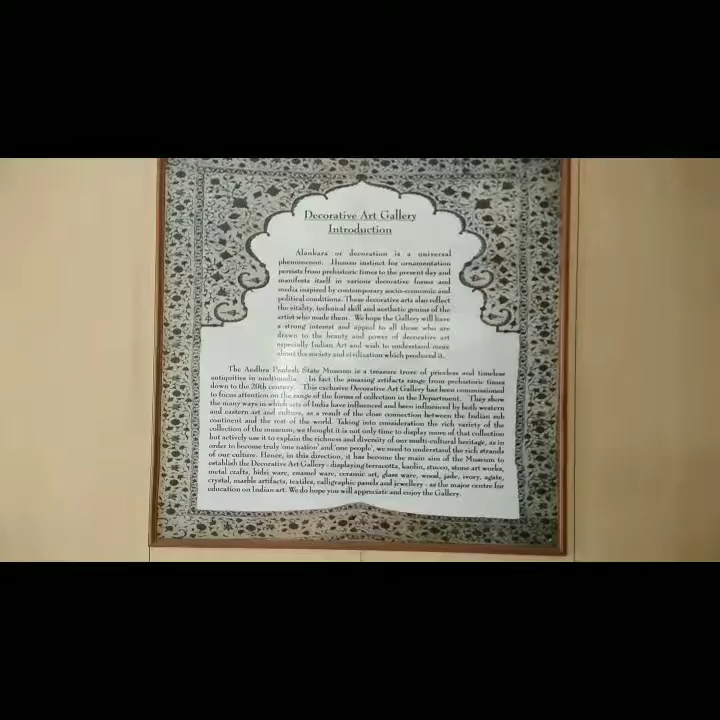 Decorative Art Gallery
Introduction
Alankara or decoration is a universal
phenomenon. Human instinct for ornamentation
persists from prehistoric times to the present day and
manifests itself in various decorative forms and
media inspired by contemporary socio-economic and
political conditions. These decorative arts also reflect
the vitality, technical skill and aesthetic genius of the
artist who made them. We hope the Gallery will have
a strong interest and appeal to all those who are
drawn to the beauty and power of decorative art
especially Indian Art and wish to understand more
about the society and civilization which produced it.
The Andhra Pradesh State Museum is a treasure trove of priceless and timeless
antiquities in multimedia. In fact the amazing artifacts range from prehistoric times
down to the 20th century. This exclusive Decorative Art Gallery has been commissioned
to focus attention on the range of the forms of collection in the Department. They show
the many ways in which arts of India have influenced and been influenced by both western
and eastern art and culture, as a result of the close connection between the Indian sub
continent and the rest of the world. Taking into consideration the rich variety of the
collection of the museum, we thought it is not only time to display more of that collection
but actively use it to explain the richness and diversity of our multi-cultural heritage, as in
order to become truly 'one nation' and 'one people', we need to understand the rich strands
of our culture. Hence, in this direction, it has become the main aim of the Museum to
establish the Decorative Art Gallery - displaying terracotta, kaolin, stucco, stone art works,
metal crafts, bidri ware, enamel ware, ceramic art, glass ware, wood, jade, ivory, agate,
crystal, marble artifacts, textiles, calligraphic panels and jewellery - as the major centre for
education on Indian art. We do hope you will appreciate and enjoy the Gallery.